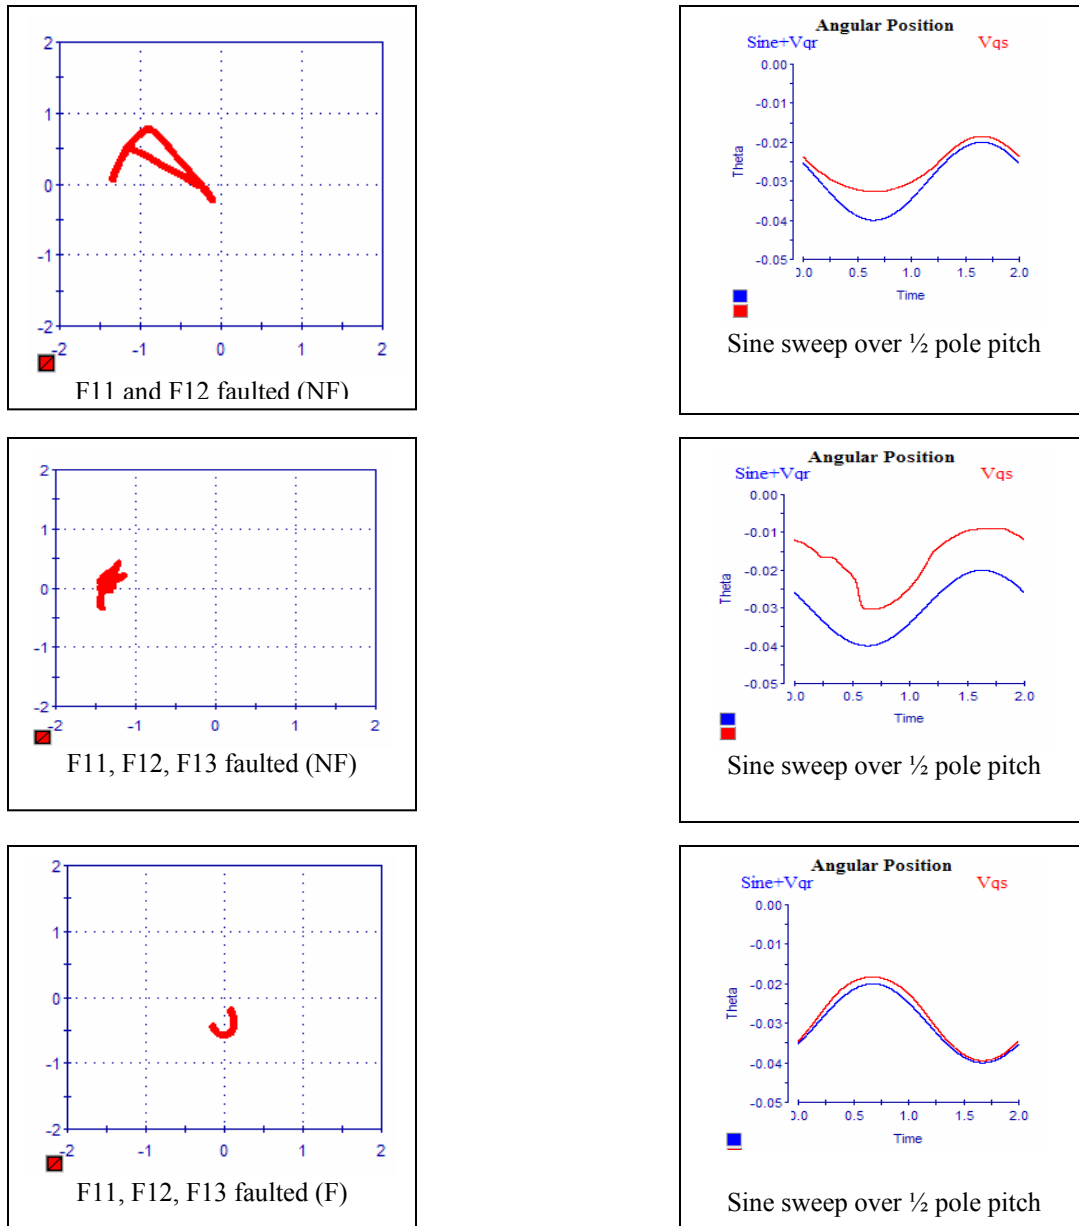 2
1
0
-1
-2
-2 -1 0 1 2
F11 and F12 faulted (NF)
Angular Position
Sine+Vqr Vqs
0.00
-0.01
-0.02
-0.03
-0.04
-0.05
Theta
0.0 0.5 1.0 1.5 2.0
Time
Sine sweep over ½ pole pitch
2
1
0
-1
-2
-2 -1 0 1 2
F11, F12, F13 faulted (NF)
Angular Position
Sine+Vqr Vqs
0.00
-0.01
-0.02
-0.03
-0.04
-0.05
Theta
0.0 0.5 1.0 1.5 2.0
Time
Sine sweep over ½ pole pitch
2
1
0
-1
-2
-2 -1 0 1 2
F11, F12, F13 faulted (F)
Angular Position
Sine+Vqr Vqs
0.00
-0.01
-0.02
-0.03
-0.04
-0.05
Theta
0.0 0.5 1.0 1.5 2.0
Time
Sine sweep over ½ pole pitch